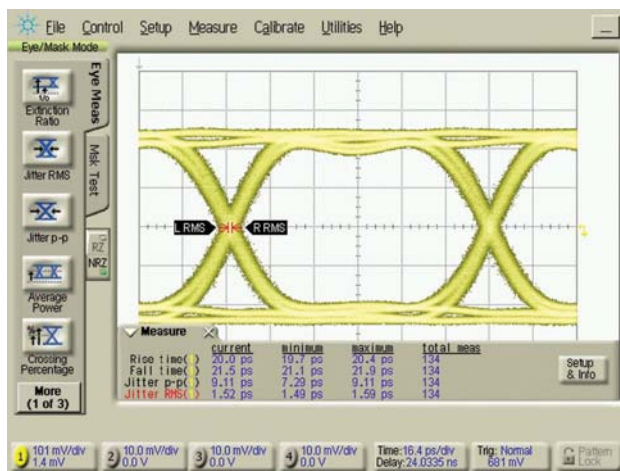 File Control Setup Measure Calibrate Utilities Help
Eye/Mask Mode
Extinction
Ratio
Jitter RMS
Jitter p-p
Average
Power
Crossing
Percentage
More
(1 of 3)
Eye Meas
Msk Test
RZ
NRZ
L RMS R RMS
Measure
current minimum maximum total meas
Rise time(1) 20.0 ps 19.7 ps 20.4 ps 134
Fall time(1) 21.5 ps 21.1 ps 21.9 ps 134
Jitter p-p(1) 9.11 ps 7.29 ps 9.11 ps 134
Jitter RMS(1) 1.52 ps 1.49 ps 1.59 ps 134
Setup
& Info
1 101 mV/div
1.4 mV
2 10.0 mV/div
0.0 V
3 10.0 mV/div
0.0 V
4 10.0 mV/div
0.0 V
Time:16.4 ps/div
Delay:24.0335 ns
Trig: Normal
681 mV
Pattern
Lock